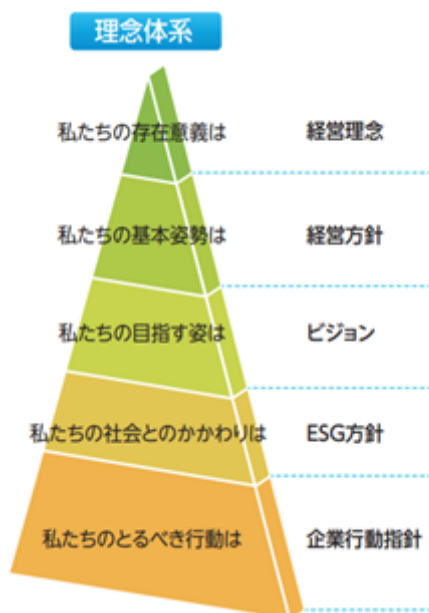 理念体系
私たちの存在意義は 経営理念
私たちの基本姿勢は 経営方針
私たちの目指す姿は ビジョン
私たちの社会とのかかわりは ESG方針
私たちのとるべき行動は 企業行動指針